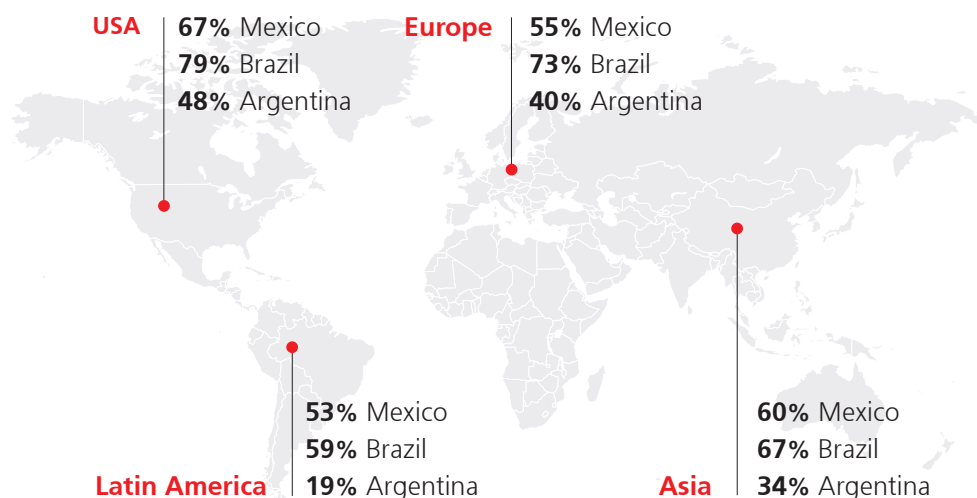 USA
67% Mexico
79% Brazil
48% Argentina
Europe
55% Mexico
73% Brazil
40% Argentina
Latin America
53% Mexico
59% Brazil
19% Argentina
Asia
60% Mexico
67% Brazil
34% Argentina